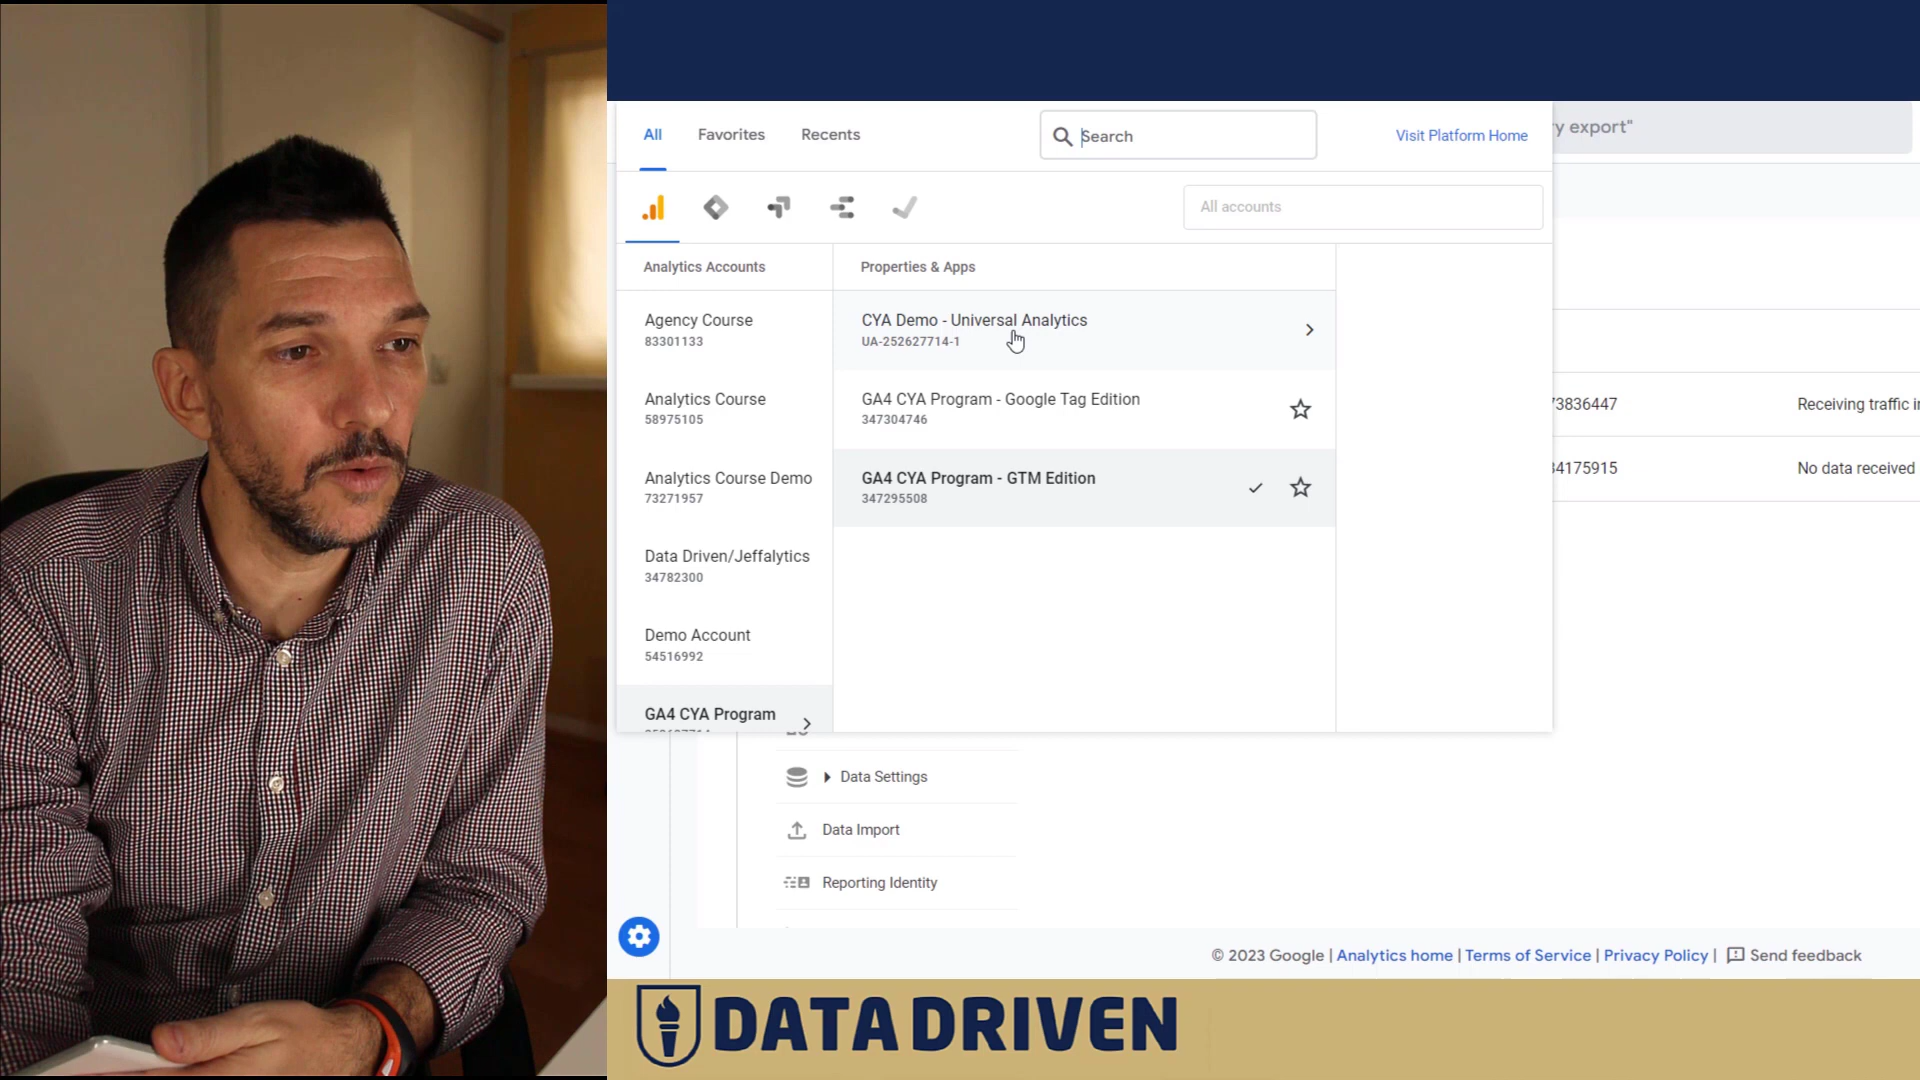 All
Favorites
Recents
Search
Visit Platform Home
y export"
All accounts
Analytics Accounts
Properties & Apps
Agency Course
83301133
Analytics Course
58975105
Analytics Course Demo
73271957
Data Driven/Jeffalytics
34782300
Demo Account
54516992
GA4 CYA Program
CYA Demo - Universal Analytics
UA-252627714-1
GA4 CYA Program - Google Tag Edition
347304746
GA4 CYA Program - GTM Edition
347295508
73836447
Receiving traffic i
34175915
No data received
Data Settings
Data Import
Reporting Identity
© 2023 Google | Analytics home | Terms of Service | Privacy Policy | Send feedback
DATA DRIVEN